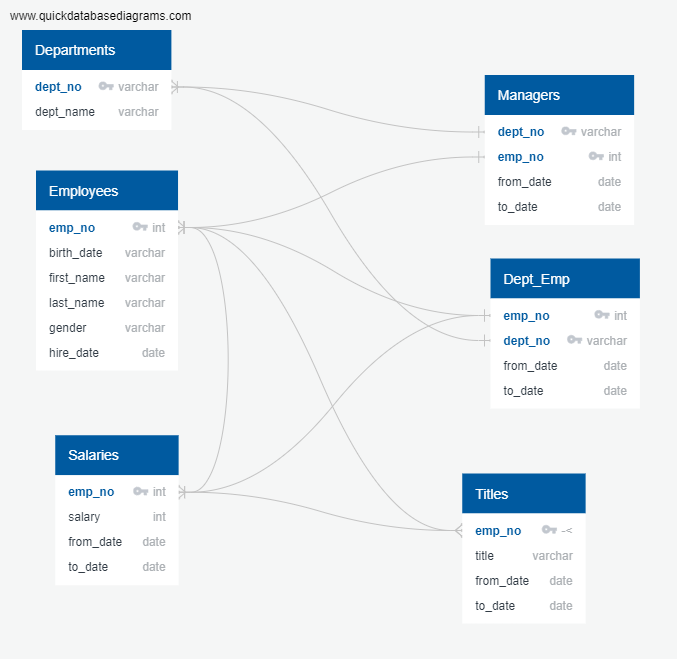 www.quickdatabasediagrams.com
Departments
dept_no varchar
dept_name varchar
Employees
emp_no int
birth_date varchar
first_name varchar
last_name varchar
gender varchar
hire_date date
Salaries
emp_no int
salary int
from_date date
to_date date
Managers
dept_no varchar
emp_no int
from_date date
to_date date
Dept_Emp
emp_no int
dept_no varchar
from_date date
to_date date
Titles
emp_no -<
title varchar
from_date date
to_date date